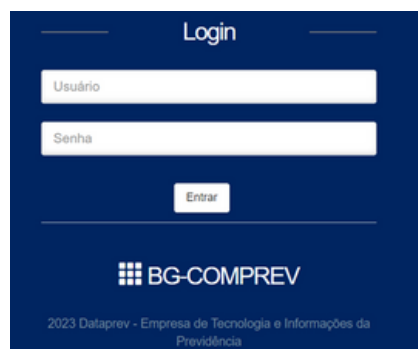 Login
Usuário
Senha
Entrar
BG-COMPREV
2023 Dataprev - Empresa de Tecnologia e Informações da
Previdência